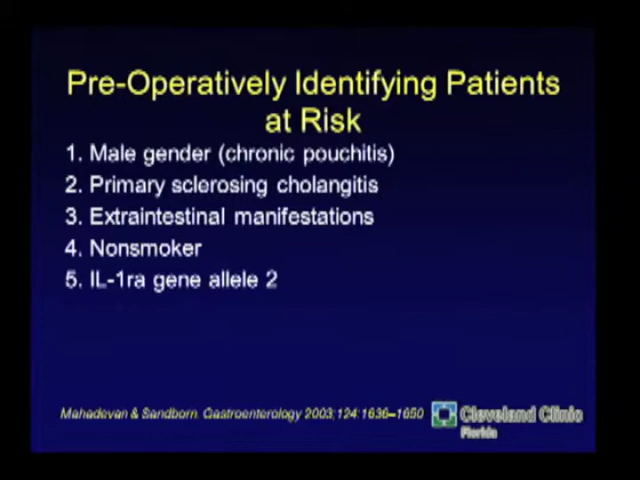 Pre-Operatively Identifying Patients
at Risk
1. Male gender (chronic pouchitis)
2. Primary sclerosing cholangitis
3. Extraintestinal manifestations
4. Nonsmoker
5. IL-1ra gene allele 2
Mahadevan & Sandborn. Gastroenterology 2003;124:1636–1650
Cleveland Clinic
Florida